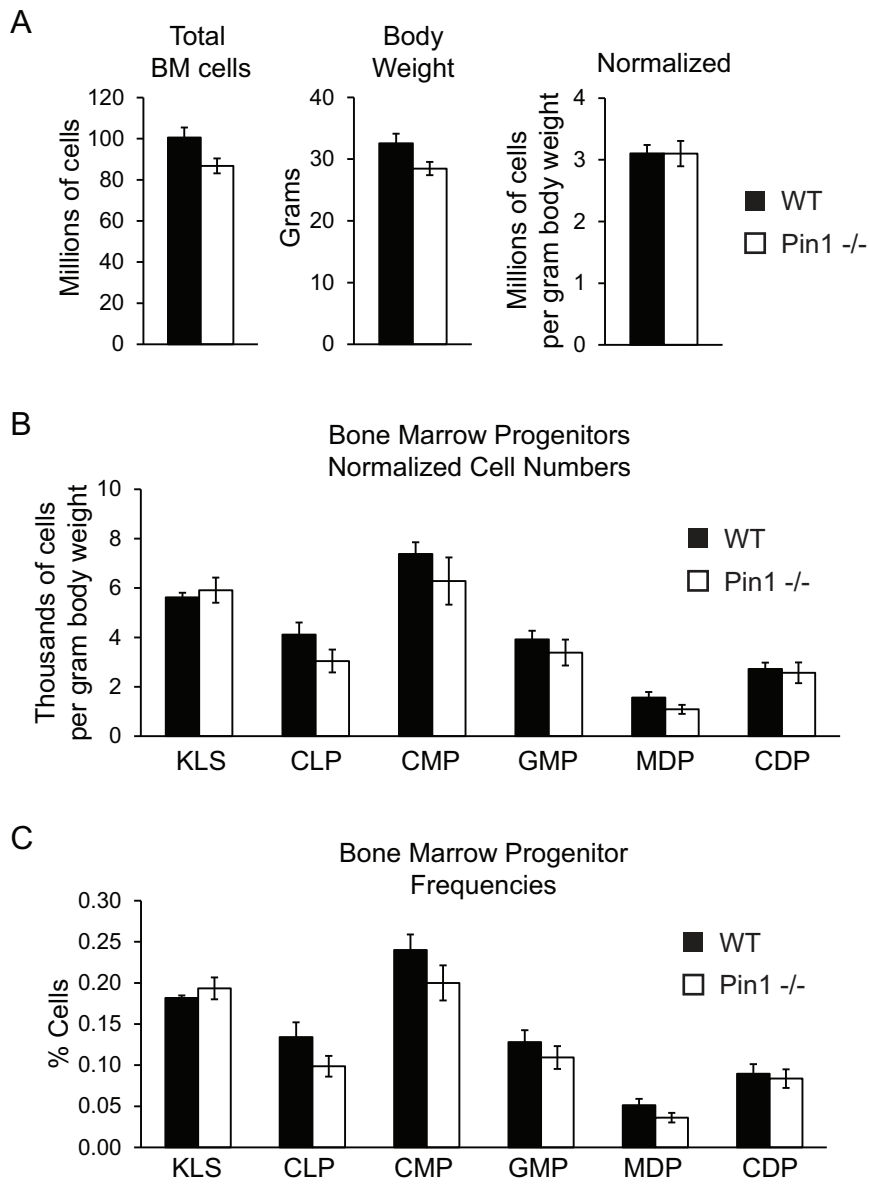 A
Total
BM cells
Millions of cells
120
100
80
60
40
20
0
Body
Weight
Grams
40
30
20
10
0
Normalized
Millions of cells
per gram body weight
4
3
2
1
0
WT
Pin1 -/-
B
Bone Marrow Progenitors
Normalized Cell Numbers
Thousands of cells
per gram body weight
10
8
6
4
2
0
WT
Pin1 -/-
KLS CLP CMP GMP MDP CDP
C
Bone Marrow Progenitor
Frequencies
% Cells
0.30
0.25
0.20
0.15
0.10
0.05
0.00
WT
Pin1 -/-
KLS CLP CMP GMP MDP CDP